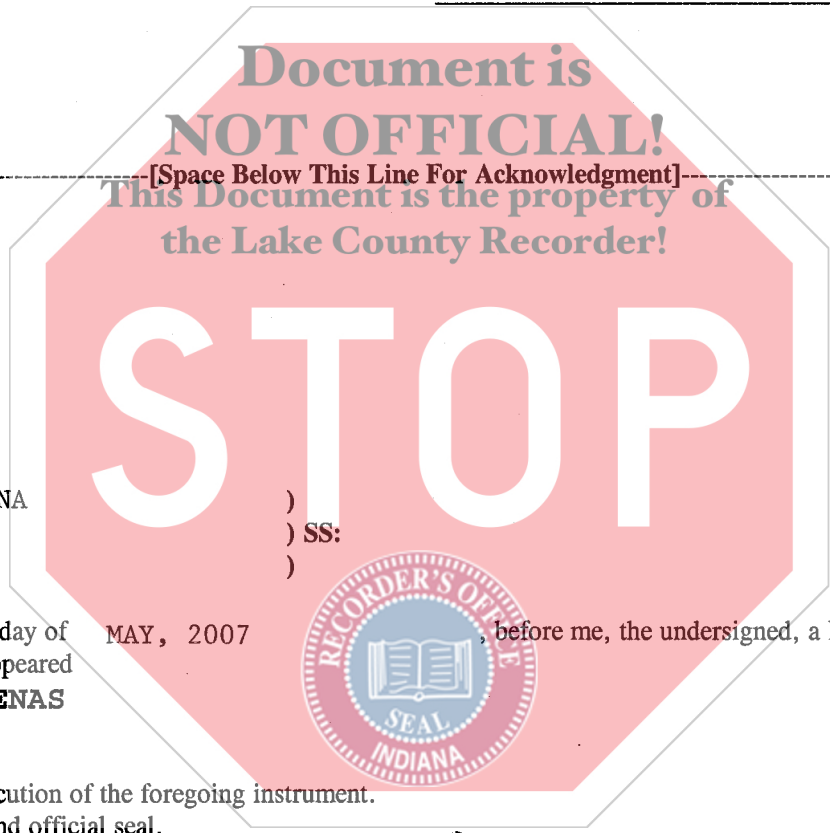 Document is
NOT OFFICIAL!
[Space Below This Line For Acknowledgment]
This Document is the property of
the Lake County Recorder!
STOP
NA )
) SS:
)
day of MAY, 2007 , before me, the undersigned, a
peared
ENAS
RECORDER'S OFFICE
SEAL
INDIANA
cution of the foregoing instrument.
nd official seal.